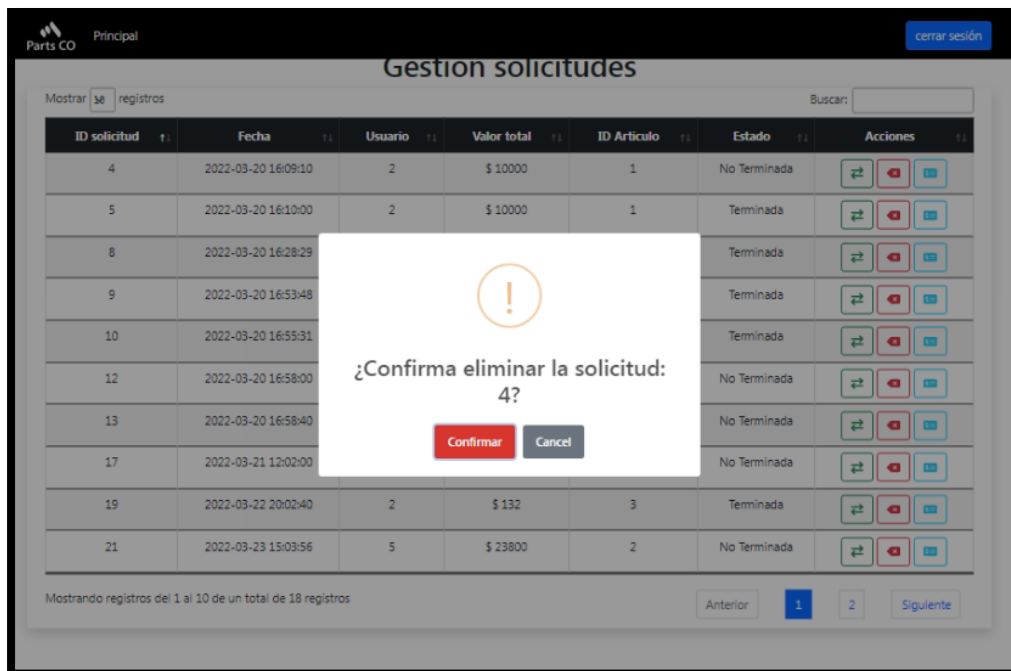 Parts CO Principal cerrar sesión
Gestion solicitudes
Mostrar 10 registros Buscar:
ID solicitud Fecha Usuario Valor total ID Articulo Estado Acciones
4 2022-03-20 16:09:10 2 $ 10000 1 No Terminada
5 2022-03-20 16:10:00 2 $ 10000 1 Terminada
8 2022-03-20 16:28:29 Terminada
9 2022-03-20 16:53:48 Terminada
10 2022-03-20 16:55:31 Terminada
12 2022-03-20 16:58:00 No Terminada
13 2022-03-20 16:58:40 No Terminada
17 2022-03-21 12:02:00 No Terminada
¿Confirma eliminar la solicitud:
4?
Confirmar Cancel
19 2022-03-22 20:02:40 2 $ 132 3 Terminada
21 2022-03-23 15:03:56 5 $ 23800 2 No Terminada
Mostrando registros del 1 al 10 de un total de 18 registros
Anterior 1 2 Siguiente